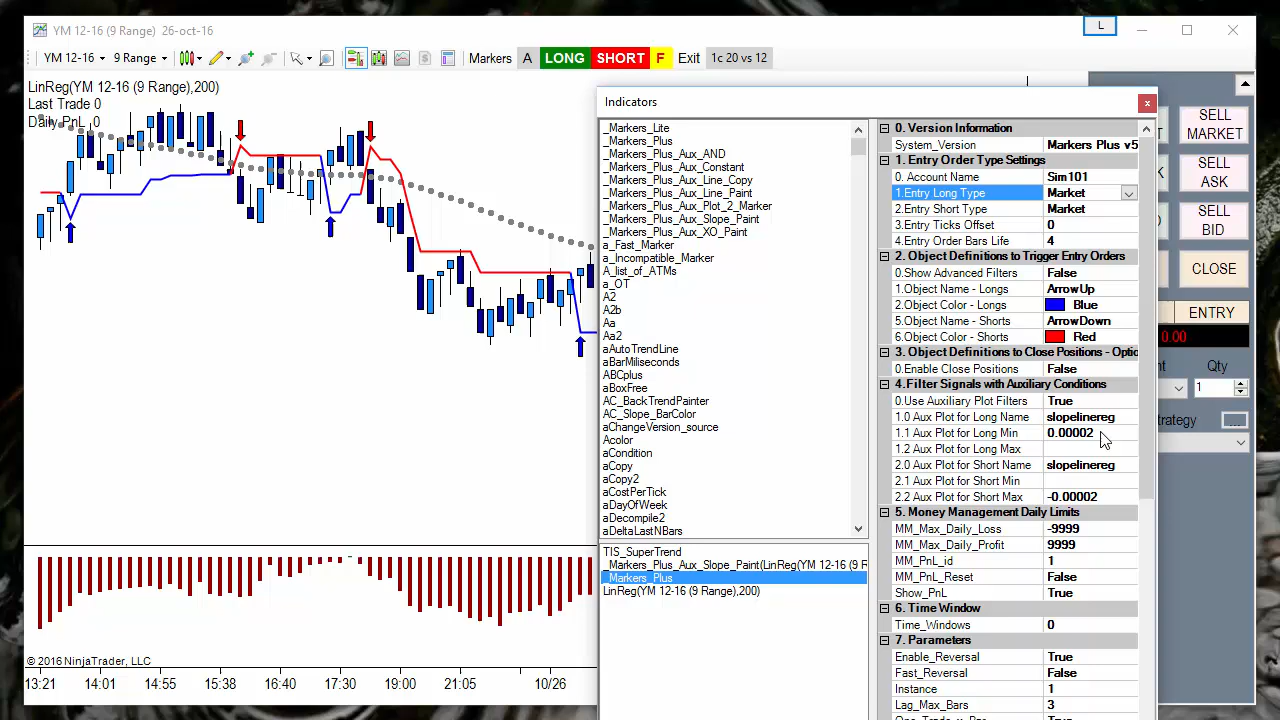 YM 12-16 (9 Range) 26-oct-16
L
YM 12-16 9 Range Markers A LONG SHORT F Exit 1c 20 vs 12
LinReg(YM 12-16 (9 Range),200)
Last Trade 0
Daily PnL 0
© 2016 NinjaTrader, LLC
13:21 14:01 14:55 15:38 16:40 17:30 19:00 21:05 10/26
Indicators
_Markers_Lite
_Markers_Plus
_Markers_Plus_Aux_AND
_Markers_Plus_Aux_Constant
_Markers_Plus_Aux_Line_Copy
_Markers_Plus_Aux_Line_Paint
_Markers_Plus_Aux_Plot_2_Marker
_Markers_Plus_Aux_Slope_Paint
_Markers_Plus_Aux_XO_Paint
a_Fast_Marker
a_Incompatible_Marker
A_list_of_ATMs
a_OT
A2
A2b
Aa
Aa2
aAutoTrendLine
aBarMiliseconds
ABCplus
aBoxFree
AC_BackTrendPainter
AC_Slope_BarColor
aChangeVersion_source
Acolor
aCondition
aCopy
aCopy2
aCostPerTick
aDayOfWeek
aDecompile2
aDeltaLastNBars
TIS_SuperTrend
_Markers_Plus_Aux_Slope_Paint(LinReg(YM 12-16 (9 R
_Markers_Plus
LinReg(YM 12-16 (9 Range),200)
0. Version Information
System_Version Markers Plus v5
1. Entry Order Type Settings
0. Account Name Sim101
1.Entry Long Type Market
2.Entry Short Type Market
3.Entry Ticks Offset 0
4.Entry Order Bars Life 4
2. Object Definitions to Trigger Entry Orders
0.Show Advanced Filters False
1.Object Name - Longs ArrowUp
2.Object Color - Longs Blue
5.Object Name - Shorts ArrowDown
6.Object Color - Shorts Red
3. Object Definitions to Close Positions - Optio
0.Enable Close Positions False
4.Filter Signals with Auxiliary Conditions
0.Use Auxiliary Plot Filters True
1.0 Aux Plot for Long Name slopelinereg
1.1 Aux Plot for Long Min 0.00002
1.2 Aux Plot for Long Max
2.0 Aux Plot for Short Name slopelinereg
2.1 Aux Plot for Short Min
2.2 Aux Plot for Short Max -0.00002
5. Money Management Daily Limits
MM_Max_Daily_Loss -9999
MM_Max_Daily_Profit 9999
MM_PnL_id 1
MM_PnL_Reset False
Show_PnL True
6. Time Window
Time_Windows 0
7. Parameters
Enable_Reversal True
Fast_Reversal False
Instance 1
Lag_Max_Bars 3
SELL
MARKET
SELL
ASK
SELL
BID
CLOSE
ENTRY
0.00
Qty
1